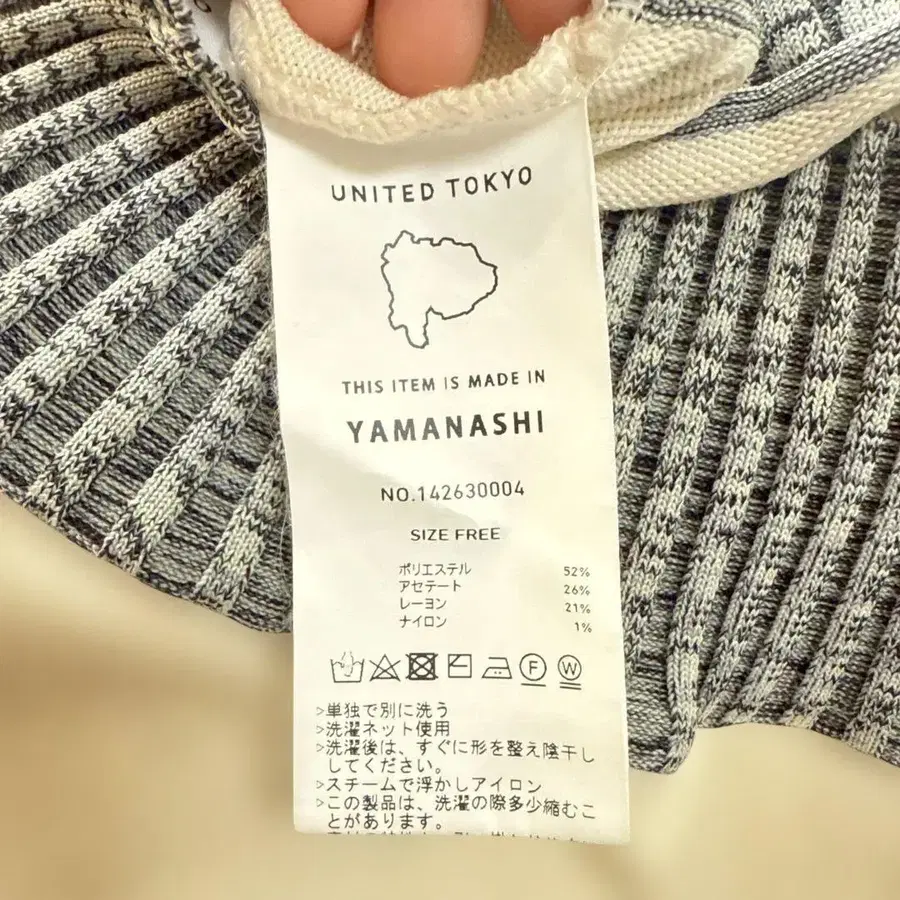 UNITED TOKYO
THIS ITEM IS MADE IN
YAMANASHI
NO.142630004
SIZE FREE
ポリエステル 52%
アセテート 26%
レーヨン 21%
ナイロン 1%
F W
>単独で別に洗う
>洗濯ネット使用
>洗濯後は、すぐに形を整え陰干し
してください。
>スチームで浮かしアイロン
>この製品は、洗濯の際多少縮むこ
とがあります。